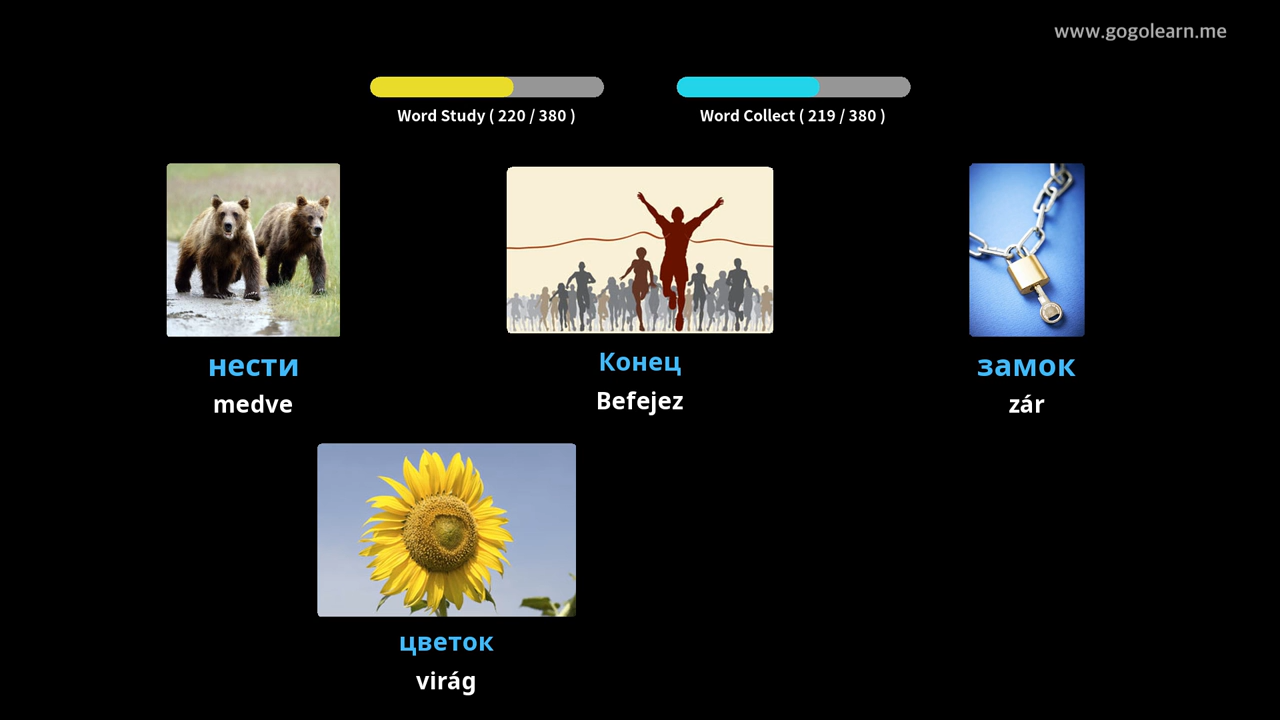 www.gogolearn.me
Word Study ( 220 / 380 )
Word Collect ( 219 / 380 )
нести
medve
Конец
Befejez
замок
zár
цветок
virág